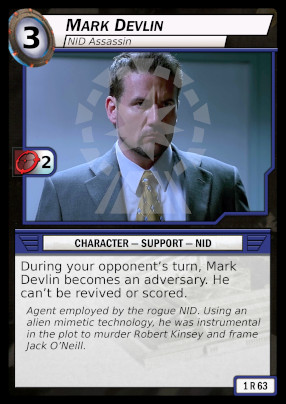 3
MARK DEVLIN
NID Assassin
2
CHARACTER – SUPPORT – NID
During your opponent's turn, Mark
Devlin becomes an adversary. He
can't be revived or scored.
Agent employed by the rogue NID. Using an
alien mimetic technology, he was instrumental
in the plot to murder Robert Kinsey and frame
Jack O'Neill.
1 R 63